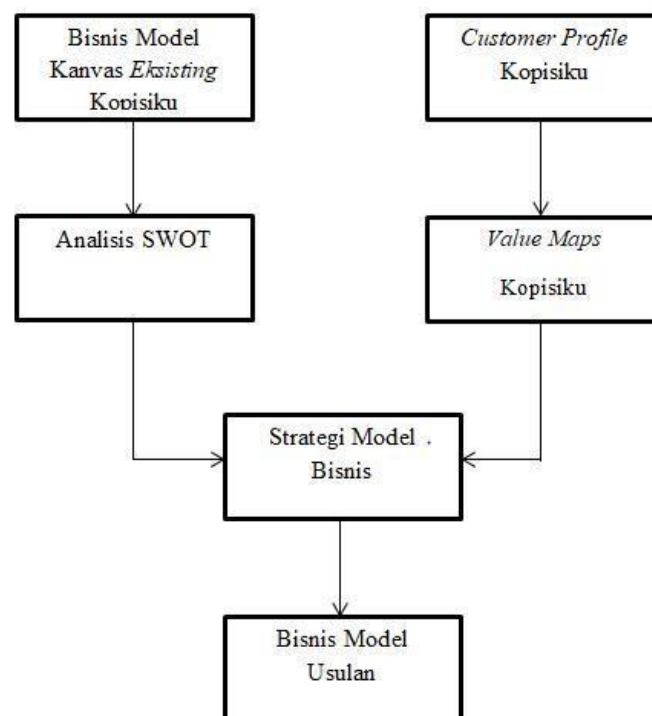 Bisnis Model
Kanvas Eksisting
Kopisiku
Customer Profile
Kopisiku
Analisis SWOT
Value Maps
Kopisiku
Strategi Model .
Bisnis
Bisnis Model
Usulan